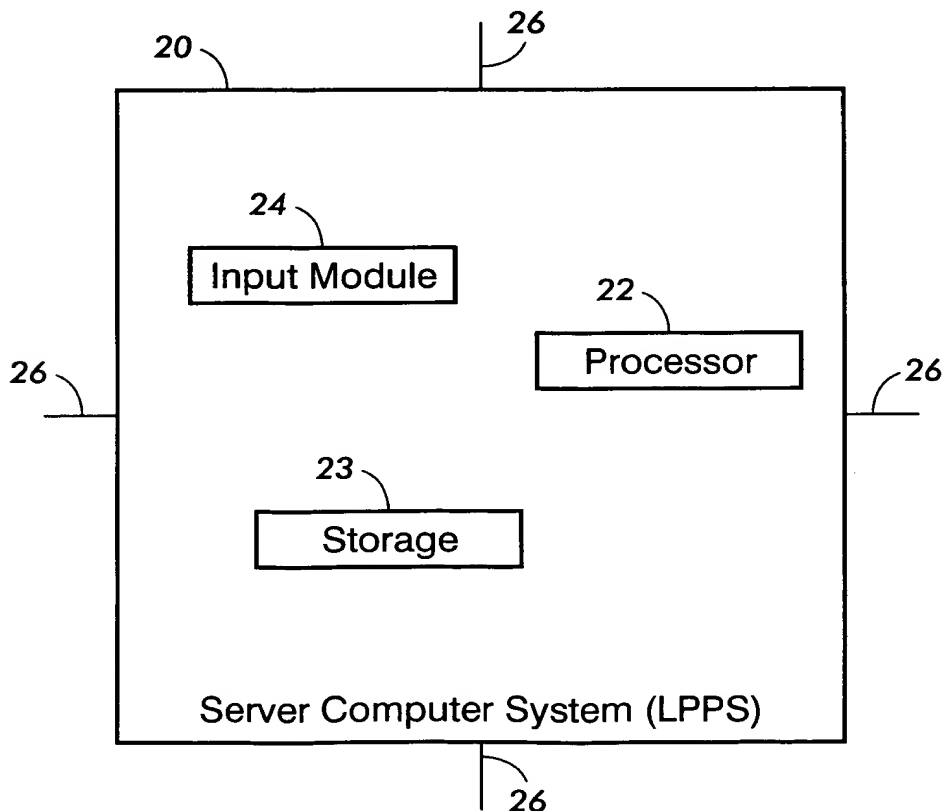 26
20
24
Input Module
22
Processor
26
26
23
Storage
Server Computer System (LPPS)
26